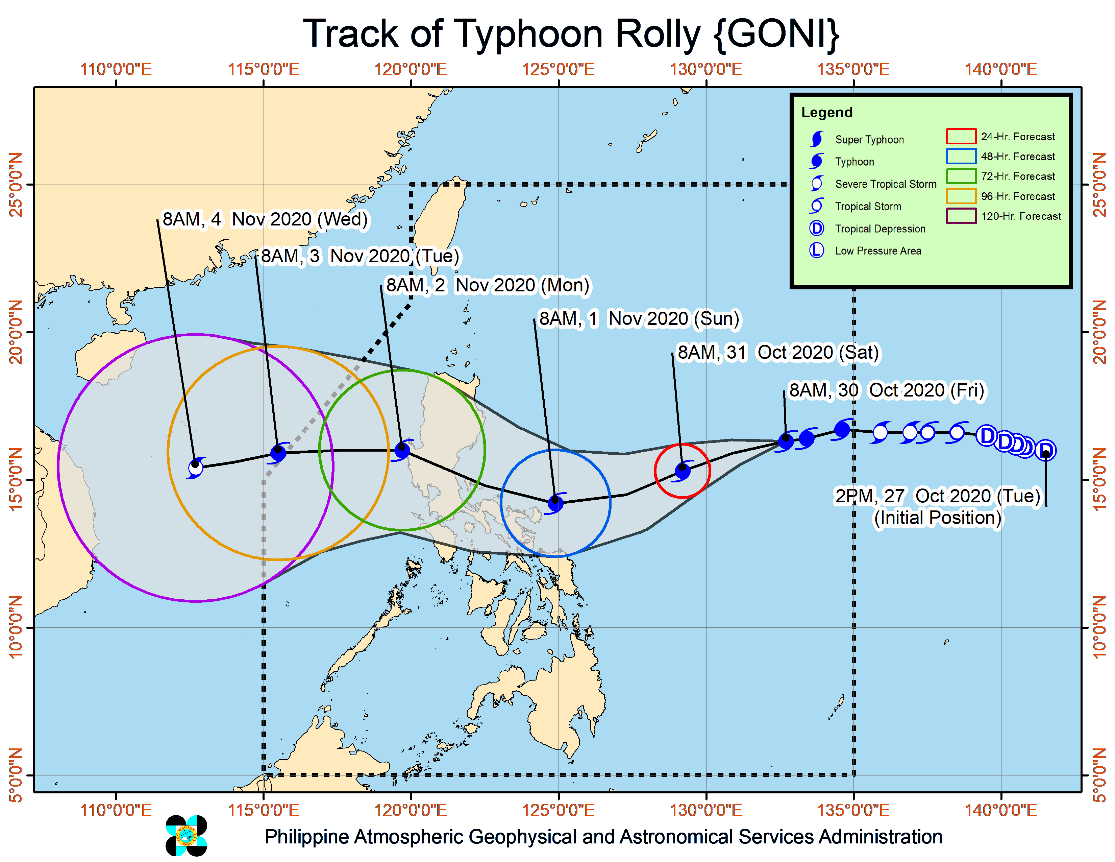 Track of Typhoon Rolly {GONI}
110°0'0"E
115°0'0"E
120°0'0"E
125°0'0"E
130°0'0"E
135°0'0"E
140°0'0"E
25°0'0"N
20°0'0"N
15°0'0"N
10°0'0"N
5°0'0"N
Legend
Super Typhoon
Typhoon
Severe Tropical Storm
Tropical Storm
D
Tropical Depression
L
Low Pressure Area
24-Hr. Forecast
48-Hr. Forecast
72-Hr. Forecast
96-Hr. Forecast
120-Hr. Forecast
8AM, 4 Nov 2020 (Wed)
8AM, 3 Nov 2020 (Tue)
8AM, 2 Nov 2020 (Mon)
8AM, 1 Nov 2020 (Sun)
8AM, 31 Oct 2020 (Sat)
8AM, 30 Oct 2020 (Fri)
D
D
D
D
D
2PM, 27 Oct 2020 (Tue)
(Initial Position)
25°0'0"N
20°0'0"N
15°0'0"N
10°0'0"N
5°0'0"N
110°0'0"E
115°0'0"E
120°0'0"E
125°0'0"E
130°0'0"E
135°0'0"E
140°0'0"E
Philippine Atmospheric Geophysical and Astronomical Services Administration